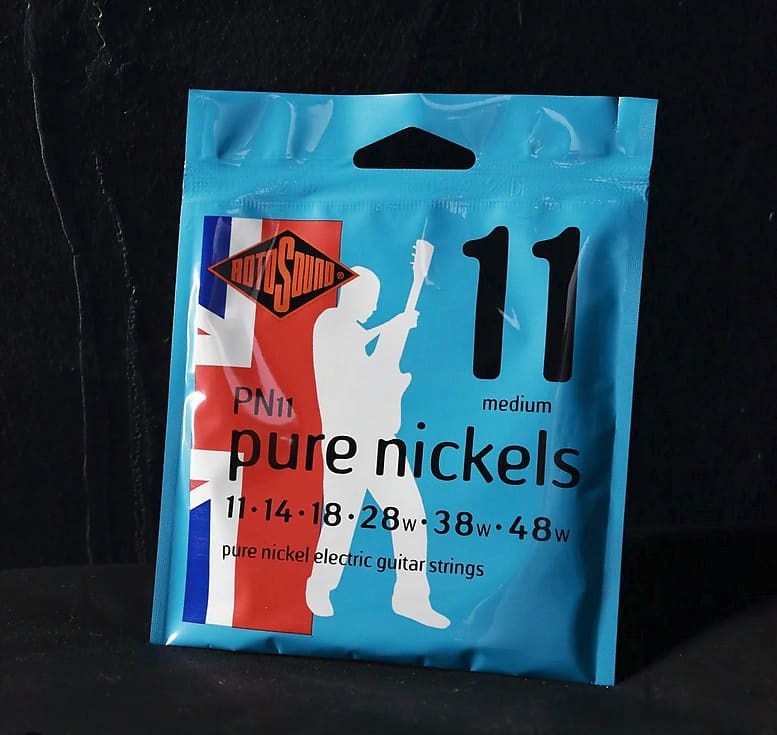 ROTOSOUND®
11
medium
PN11
pure nickels
11·14·18·28w·38w·48w
pure nickel electric guitar strings